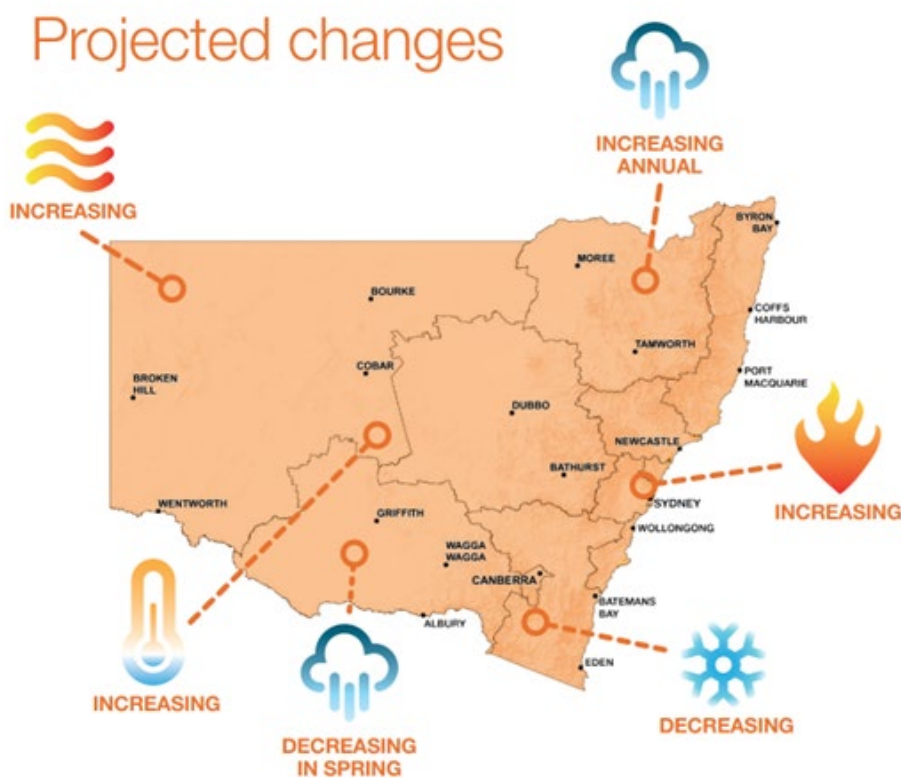 Projected changes
INCREASING
ANNUAL
INCREASING
BYRON
BAY
MOREE
BOURKE
COFFS
HARBOUR
TAMWORTH
COBAR
PORT
MACQUARIE
BROKEN
HILL
DUBBO
NEWCASTLE
BATHURST
SYDNEY
WENTWORTH
INCREASING
GRIFFITH
WOLLONGONG
WAGGA
WAGGA
CANBERRA
BATEMANS
BAY
ALBURY
EDEN
INCREASING
DECREASING
DECREASING
IN SPRING